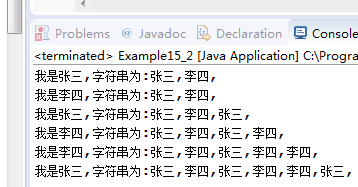 Problems @ Javadoc Declaration Console
<terminated> Example15_2 [Java Application] C:\Progra
我是张三,字符串为:张三,李四,
我是李四,字符串为:张三,李四,
我是张三,字符串为:张三,李四,张三,
我是李四,字符串为:张三,李四,张三,李四,
我是李四,字符串为:张三,李四,张三,李四,李四,
我是张三,字符串为:张三,李四,张三,李四,李四,张三,